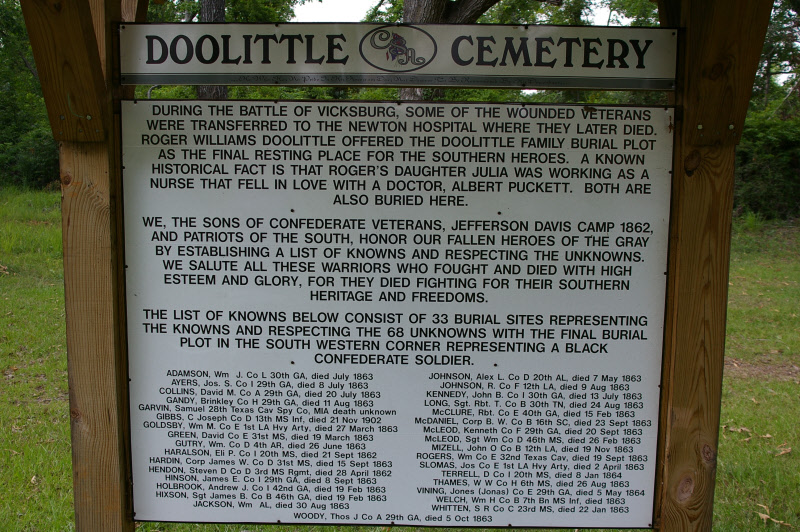 DOOLITTLE CEMETERY
DURING THE BATTLE OF VICKSBURG, SOME OF THE WOUNDED VETERANS
WERE TRANSFERRED TO THE NEWTON HOSPITAL WHERE THEY LATER DIED.
ROGER WILLIAMS DOOLITTLE OFFERED THE DOOLITTLE FAMILY BURIAL PLOT
AS THE FINAL RESTING PLACE FOR THE SOUTHERN HEROES. A KNOWN
HISTORICAL FACT IS THAT ROGER'S DAUGHTER JULIA WAS WORKING AS A
NURSE THAT FELL IN LOVE WITH A DOCTOR, ALBERT PUCKETT. BOTH ARE
ALSO BURIED HERE.
WE, THE SONS OF CONFEDERATE VETERANS, JEFFERSON DAVIS CAMP 1862,
AND PATRIOTS OF THE SOUTH, HONOR OUR FALLEN HEROES OF THE GRAY
BY ESTABLISHING A LIST OF KNOWNS AND RESPECTING THE UNKNOWNS.
WE SALUTE ALL THESE WARRIORS WHO FOUGHT AND DIED WITH HIGH
ESTEEM AND GLORY, FOR THEY DIED FIGHTING FOR THEIR SOUTHERN
HERITAGE AND FREEDOMS.
THE LIST OF KNOWNS BELOW CONSIST OF 33 BURIAL SITES REPRESENTING
THE KNOWNS AND RESPECTING THE 68 UNKNOWNS WITH THE FINAL BURIAL
PLOT IN THE SOUTH WESTERN CORNER REPRESENTING A BLACK
CONFEDERATE SOLDIER.
ADAMSON, Wm J. Co L 30th GA, died July 1863
AYERS, Jos. S. Co I 29th GA, died 8 July 1863
COLLINS, David M. Co A 29th GA, died 20 July 1863
GANDY, Brinkley Co H 29th GA, died 11 Aug 1863
GARVIN, Samuel 28th Texas Cav Spy Co, MIA death unknown
GIBBS, C Joseph Co D 13th MS Inf, died 21 Nov 1902
GOLDSBY, Wm M. Co E 1st LA Hvy Arty, died 27 March 1863
GREEN, David Co E 31st MS, died 19 March 1863
GUTRY, Wm. Co D 4th AR, died 26 June 1863
HARALSON, Eli P. Co I 20th MS, died 21 Sept 1862
HARDIN, Corp James W. Co D 31st MS, died 15 Sept 1863
HENDON, Steven D Co D 3rd MS Rgmt, died 28 April 1862
HINSON, James E. Co I 29th GA, died 8 Sept 1863
HOLBROOK, Andrew J. Co I 42nd GA, died 19 Feb 1863
HIXSON, Sgt James B. Co B 46th GA, died 19 Feb 1863
JACKSON, Wm AL, died 30 Aug 1863
JOHNSON, Alex L. Co D 20th AL, died 7 May 1863
JOHNSON, R. Co F 12th LA, died 9 Aug 1863
KENNEDY, John B. Co I 30th GA, died 13 July 1863
LONG, Sgt. Rbt. T. Co B 30th TN, died 24 Aug 1863
McCLURE, Rbt. Co E 40th GA, died 15 Feb 1863
McDANIEL, Corp B. W. Co B 16th SC, died 23 Sept 1863
McLEOD, Kenneth Co F 29th GA, died 20 Sept 1863
McLEOD, Sgt Wm Co D 46th MS, died 26 Feb 1863
MIZELL, John O Co B 12th LA, died 19 Nov 1863
ROGERS, Wm Co E 32nd Texas Cav, died 19 Sept 1863
SLOMAS, Jos Co E 1st LA Hvy Arty, died 2 April 1863
TERRELL, D Co I 20th MS, died 8 Jan 1864
THAMES, W W Co H 6th MS, died 26 Aug 1863
VINING, Jones (Jonas) Co E 29th GA, died 5 May 1864
WELCH, Wm H Co B 7th Bn MS Inf, died 1863
WHITTEN, S R Co C 23rd MS, died 22 Jan 1863
WOODY, Thos J Co A 29th GA, died 5 Oct 1863